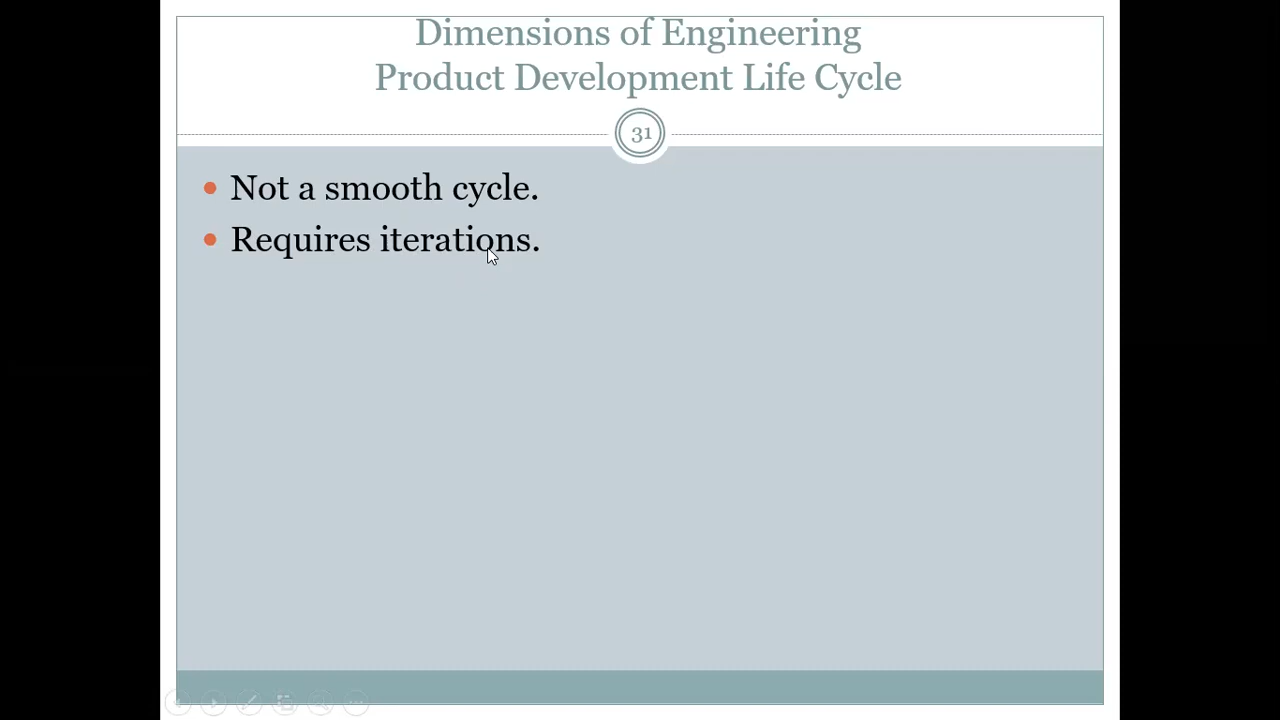 Dimensions of Engineering
Product Development Life Cycle
31
Not a smooth cycle.
Requires iterations.